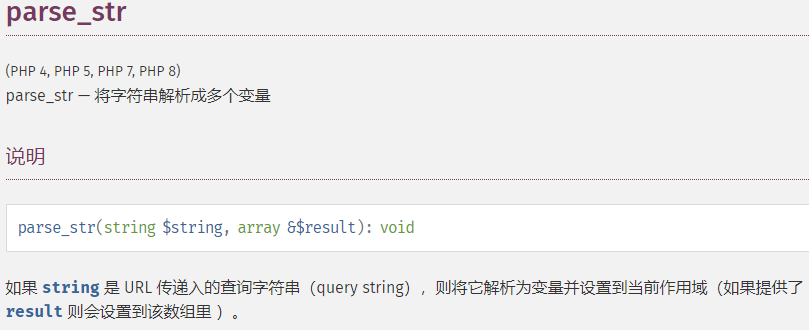 parse_str
(PHP 4, PHP 5, PHP 7, PHP 8)
parse_str — 将字符串解析成多个变量
说明
parse_str(string $string, array &$result): void
如果 string 是 URL 传递入的查询字符串（query string），则将它解析为变量并设置到当前作用域（如果提供了
result 则会设置到该数组里 ）。